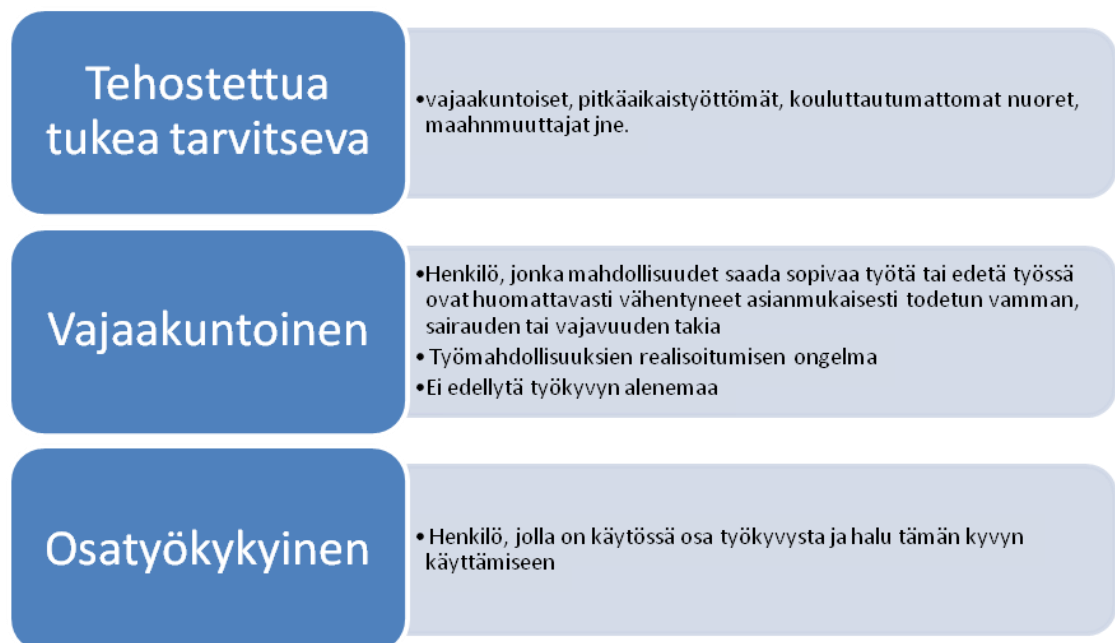 Tehostettua
tukea tarvitseva
•vajaakuntoiset, pitkäaikaistyöttömät, kouluttautumattomat nuoret,
maahnmuuttajat jne.
Vajaakuntoinen
•Henkilö, jonka mahdollisuudet saada sopivaa työtä tai edetä työssä
ovat huomattavasti vähentyneet asianmukaisesti todetun vamman,
sairauden tai vajavuuden takia
• Työmahdollisuuksien realisoitumisen ongelma
•Ei edellytä työkyvyn alenemaa
Osatyökykyinen
• Henkilö, jolla on käytössä osa työkyvysta ja halu tämän kyvyn
käyttämiseen